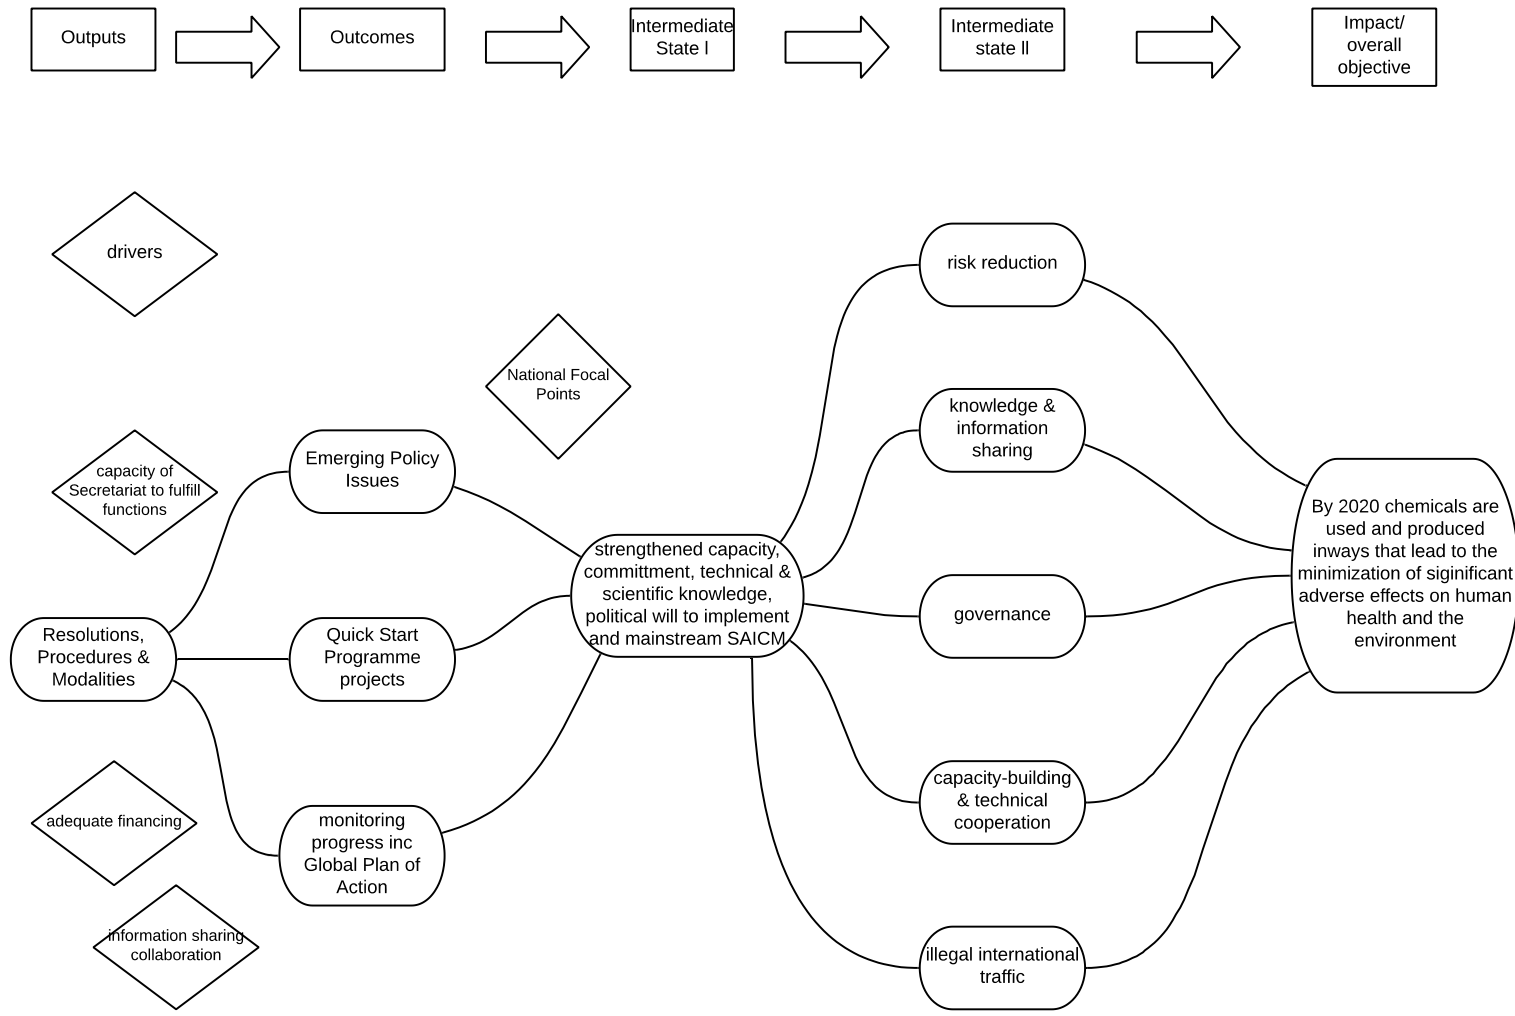 Outputs
Outcomes
Intermediate
State I
Intermediate
state II
Impact/
overall
objective
drivers
National Focal
Points
capacity of
Secretariat to fulfill
functions
Resolutions,
Procedures &
Modalities
adequate financing
information sharing
collaboration
Emerging Policy
Issues
Quick Start
Programme
projects
monitoring
progress inc
Global Plan of
Action
strengthened capacity,
committment, technical &
scientific knowledge,
political will to implement
and mainstream SAICM
risk reduction
knowledge &
information
sharing
governance
capacity-building
& technical
cooperation
illegal international
traffic
By 2020 chemicals are
used and produced
inways that lead to the
minimization of siginificant
adverse effects on human
health and the
environment